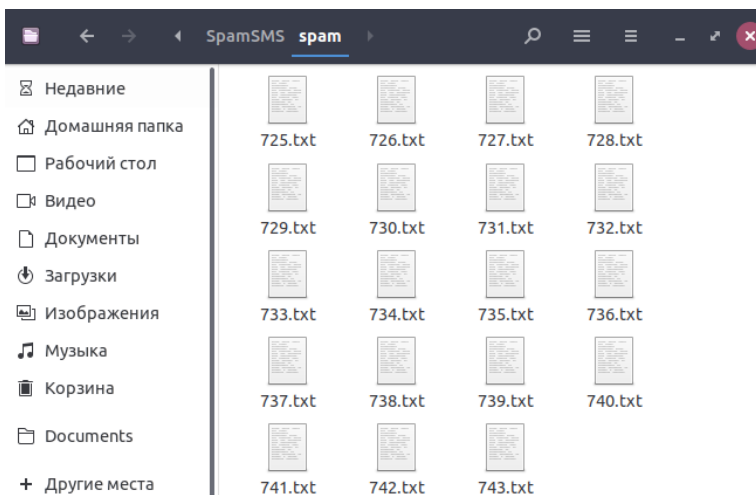 SpamSMS spam
Недавние
Домашняя папка
Рабочий стол
Видео
Документы
Загрузки
Изображения
Музыка
Корзина
Documents
+ Другие места
725.txt 726.txt 727.txt 728.txt
729.txt 730.txt 731.txt 732.txt
733.txt 734.txt 735.txt 736.txt
737.txt 738.txt 739.txt 740.txt
741.txt 742.txt 743.txt